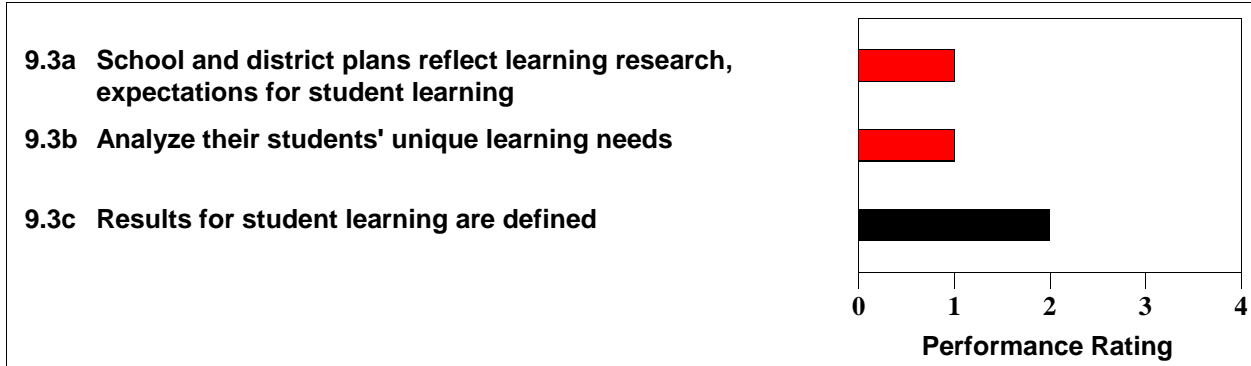 9.3a School and district plans reflect learning research,
expectations for student learning
9.3b Analyze their students' unique learning needs
9.3c Results for student learning are defined
0 1 2 3 4
Performance Rating